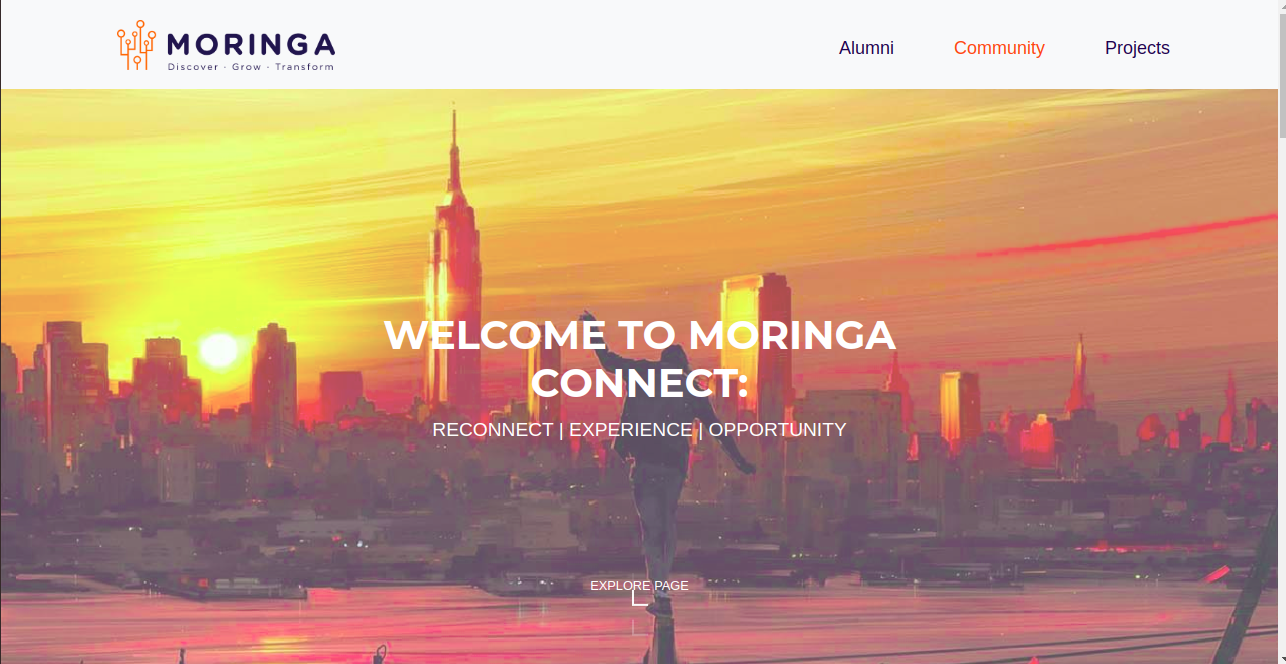 MORINGA
Discover · Grow · Transform
Alumni Community Projects
WELCOME TO MORINGA
CONNECT:
RECONNECT | EXPERIENCE | OPPORTUNITY
EXPLORE PAGE